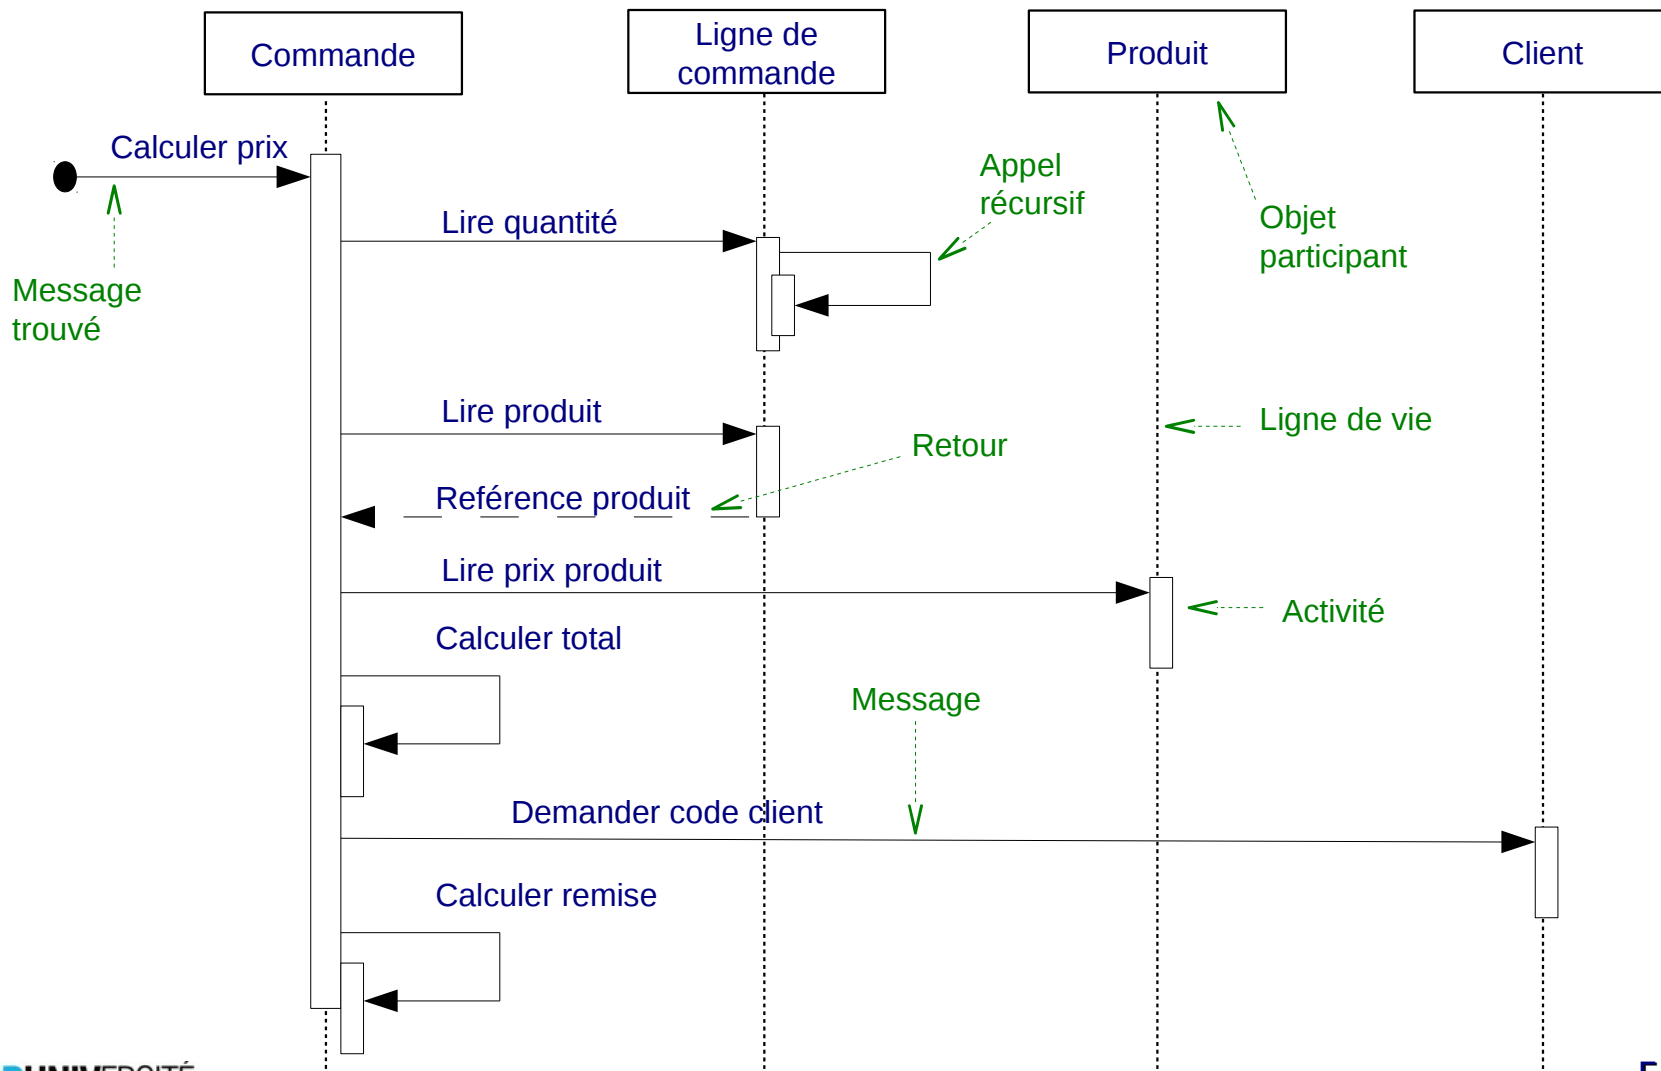 Commande
Ligne de
commande
Produit
Client
Calculer prix
Appel
récursif
Lire quantité
Objet
participant
Message
trouvé
Lire produit
Ligne de vie
Retour
Reférence produit
Lire prix produit
Activité
Calculer total
Message
Demander code client
Calculer remise